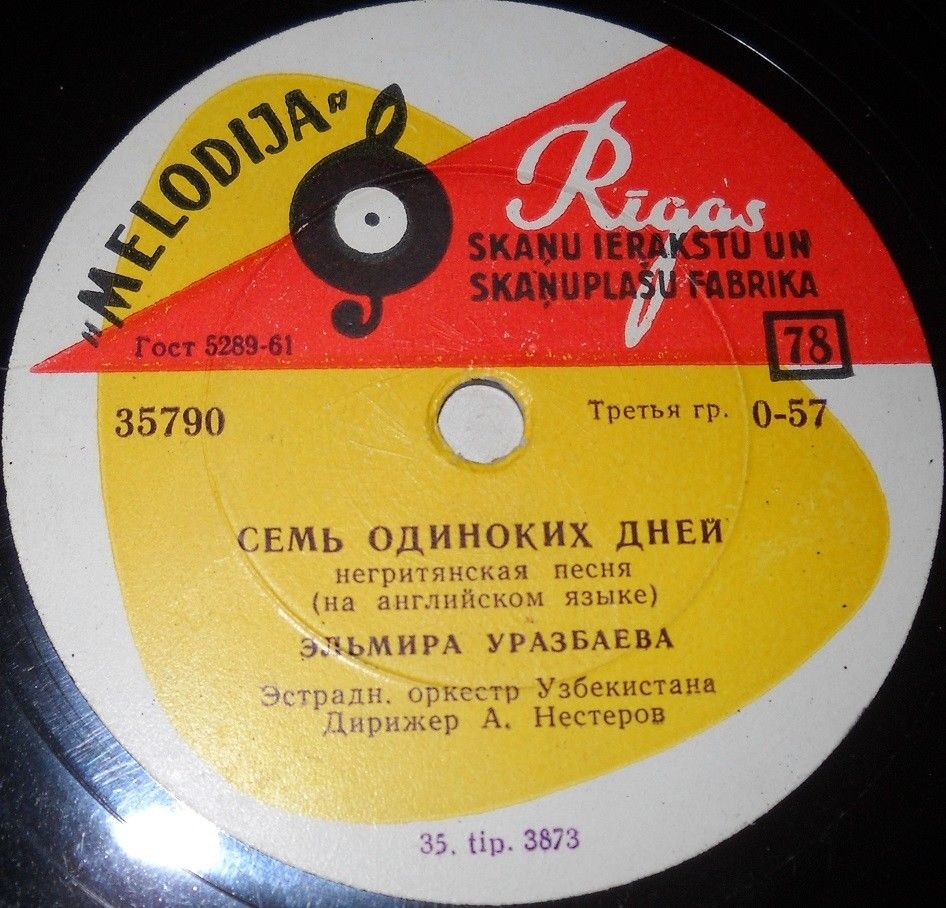 "MELODIJA"
Rīgas
SKAŅU IERAKSTU UN
SKAŅUPLAŠU FABRIKA
Гост 5289-61
78
35790
Третья гр. 0-57
СЕМЬ ОДИНОКИХ ДНЕЙ
негритянская песня
(на английском языке)
ЭЛЬМИРА УРАЗБАЕВА
Эстрадн. оркестр Узбекистана
Дирижер А. Нестеров
35. tip. 3873